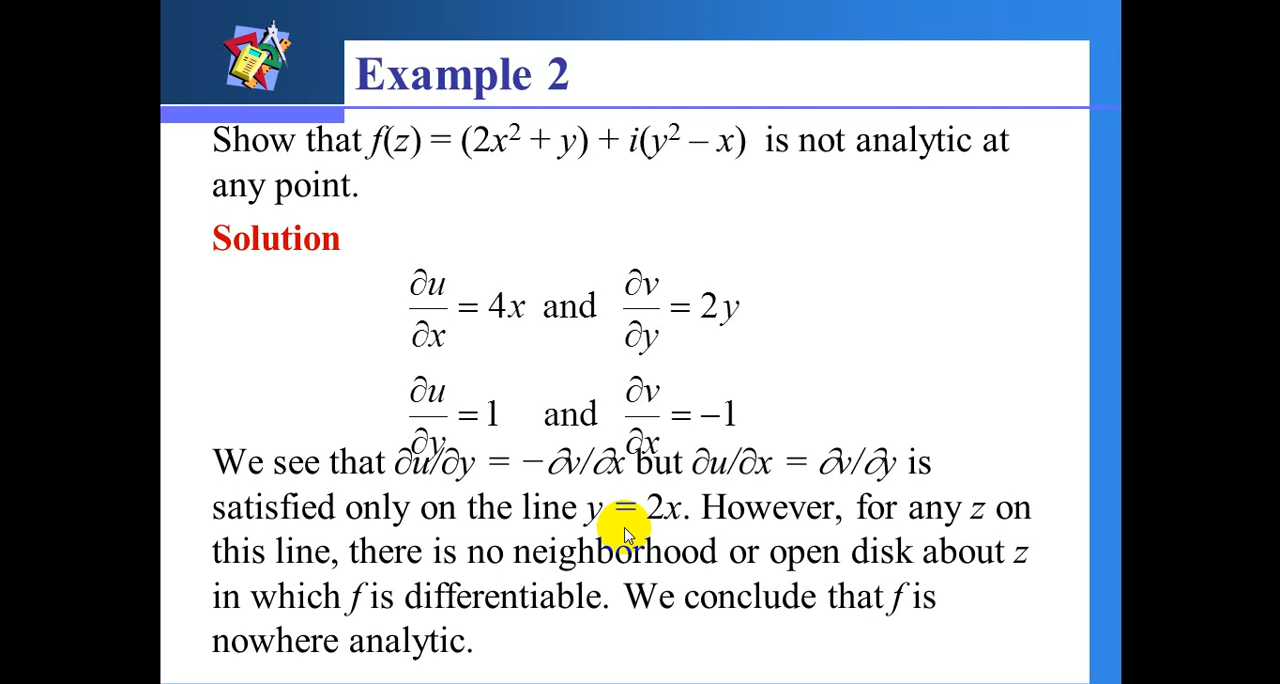 Example 2
Show that f(z) = (2x² + y) + i(y² – x) is not analytic at
any point.
Solution
∂u/∂x = 4x and ∂v/∂y = 2y
∂u/∂y = 1 and ∂v/∂x = −1
We see that ∂u/∂y = − ∂v/∂x but ∂u/∂x = ∂v/∂y is
satisfied only on the line y = 2x. However, for any z on
this line, there is no neighborhood or open disk about z
in which f is differentiable. We conclude that f is
nowhere analytic.